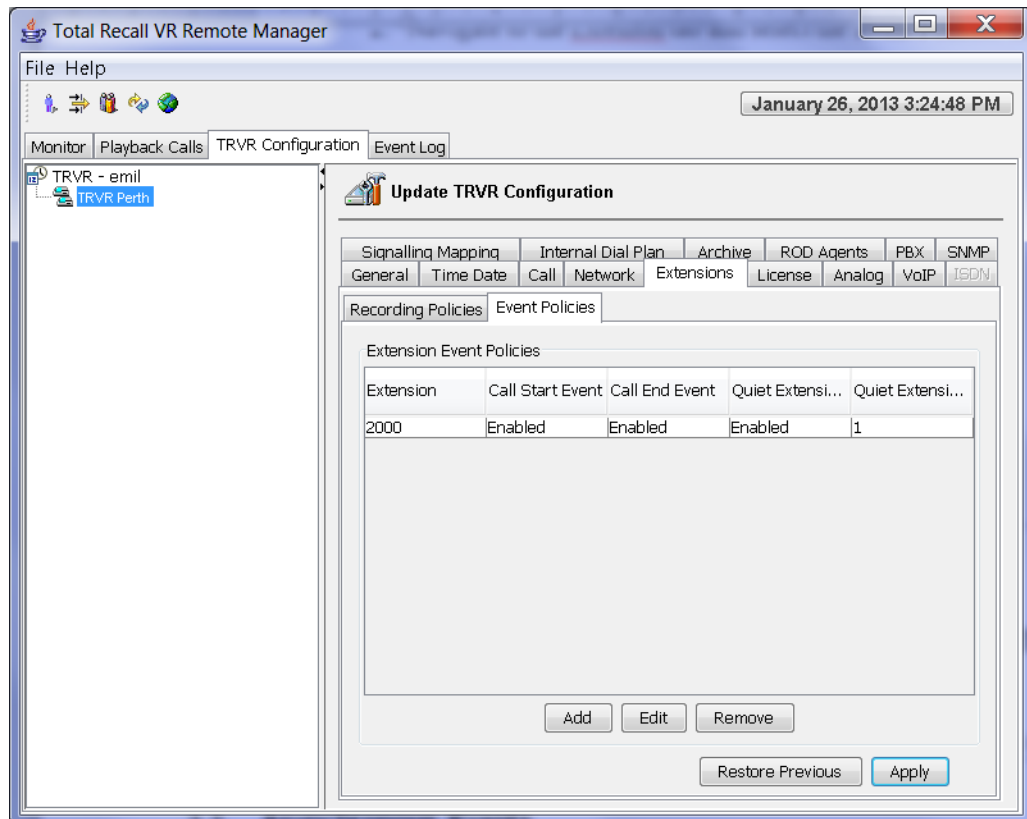 Total Recall VR Remote Manager
File Help
January 26, 2013 3:24:48 PM
Monitor Playback Calls TRVR Configuration Event Log
TRVR - emil
TRVR Perth
Update TRVR Configuration
Signalling Mapping Internal Dial Plan Archive ROD Agents PBX SNMP
General Time Date Call Network Extensions License Analog VoIP ISDN
Recording Policies Event Policies
Extension Event Policies
Extension Call Start Event Call End Event Quiet Extensi... Quiet Extensi...
2000 Enabled Enabled Enabled 1
Add Edit Remove
Restore Previous Apply